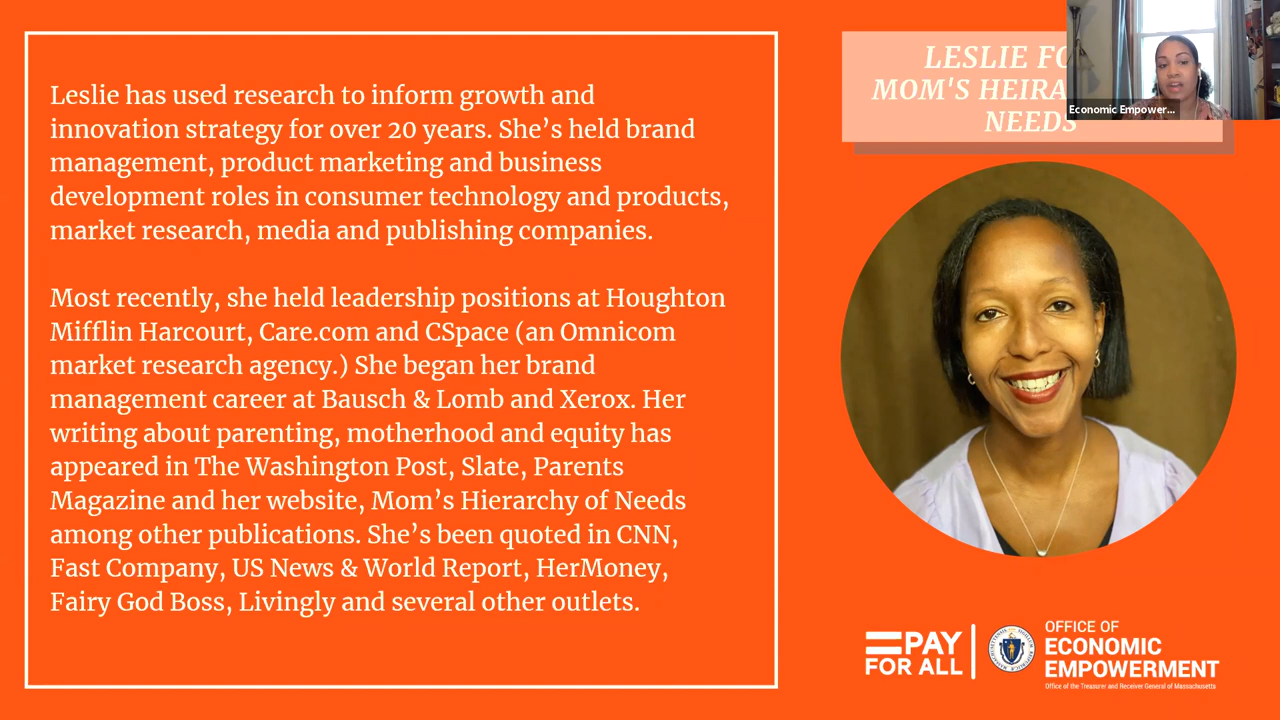 Leslie has used research to inform growth and
innovation strategy for over 20 years. She’s held brand
management, product marketing and business
development roles in consumer technology and products,
market research, media and publishing companies.
Most recently, she held leadership positions at Houghton
Mifflin Harcourt, Care.com and CSpace (an Omnicom
market research agency.) She began her brand
management career at Bausch & Lomb and Xerox. Her
writing about parenting, motherhood and equity has
appeared in The Washington Post, Slate, Parents
Magazine and her website, Mom’s Hierarchy of Needs
among other publications. She’s been quoted in CNN,
Fast Company, US News & World Report, HerMoney,
Fairy God Boss, Livingly and several other outlets.
LESLIE
MOM'S
NEEDS
Economic Empower...
PAY
FOR ALL
OFFICE OF
ECONOMIC
EMPOWERMENT
Office of the Treasurer and Receiver General of Massachusetts